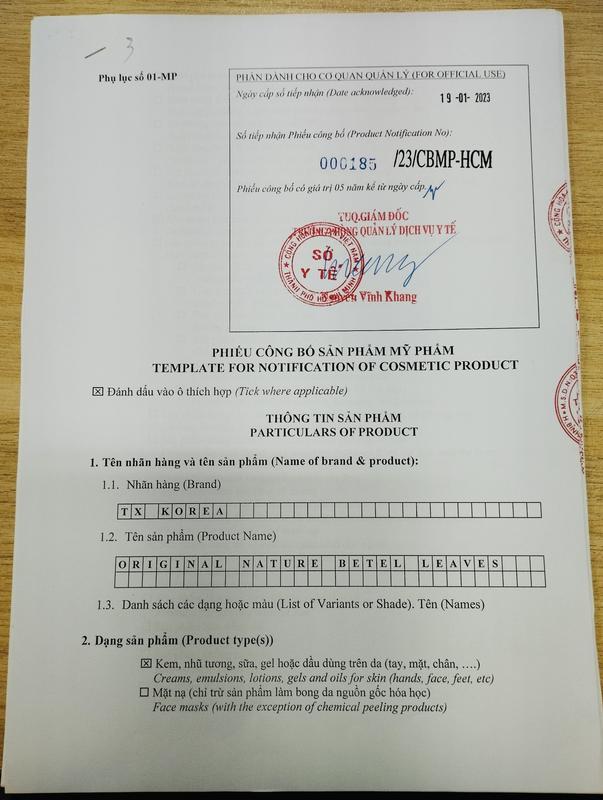 3
Phụ lục số 01-MP
PHẦN DÀNH CHO CƠ QUAN QUẢN LÝ (FOR OFFICIAL USE)
Ngày cấp số tiếp nhận (Date acknowledged):
19 -01- 2023
Số tiếp nhận Phiếu công bố (Product Notification No):
000185 /23/CBMP-HCM
Phiếu công bố có giá trị 05 năm kể từ ngày cấp
TUQ.GIÁM ĐỐC
TRƯỞNG PHÒNG QUẢN LÝ DỊCH VỤ Y TẾ
SỞ
Y TẾ
Nguyễn Vĩnh Khang
PHIẾU CÔNG BỐ SẢN PHẨM MỸ PHẨM
TEMPLATE FOR NOTIFICATION OF COSMETIC PRODUCT
☒ Đánh dấu vào ô thích hợp (Tick where applicable)
THÔNG TIN SẢN PHẨM
PARTICULARS OF PRODUCT
1. Tên nhãn hàng và tên sản phẩm (Name of brand & product):
1.1. Nhãn hàng (Brand)
TX KOREA
1.2. Tên sản phẩm (Product Name)
ORIGINAL NATURE BETEL LEAVES
1.3. Danh sách các dạng hoặc màu (List of Variants or Shade). Tên (Names)
2. Dạng sản phẩm (Product type(s))
☒ Kem, nhũ tương, sữa, gel hoặc dầu dùng trên da (tay, mặt, chân, ….)
Creams, emulsions, lotions, gels and oils for skin (hands, face, feet, etc)
☐ Mặt nạ (chỉ trừ sản phẩm làm bong da nguồn gốc hóa học)
Face masks (with the exception of chemical peeling products)